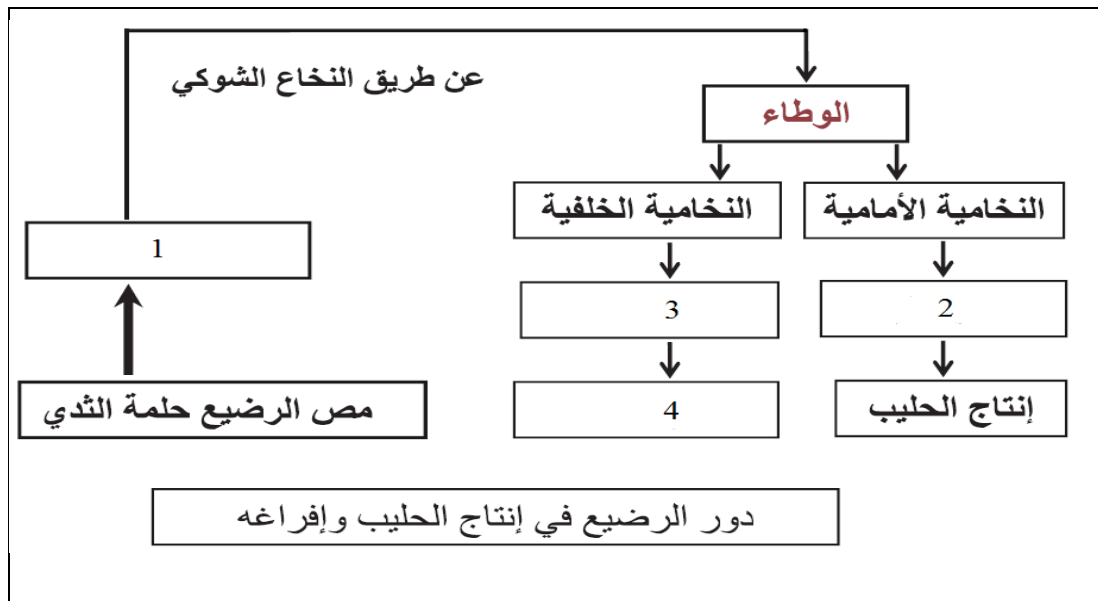 عن طريق النخاع الشوكي
الوطاء
النخامية الأمامية
النخامية الخلفية
1
2
3
إنتاج الحليب
4
مص الرضيع حلمة الثدي
دور الرضيع في إنتاج الحليب وإفراغه